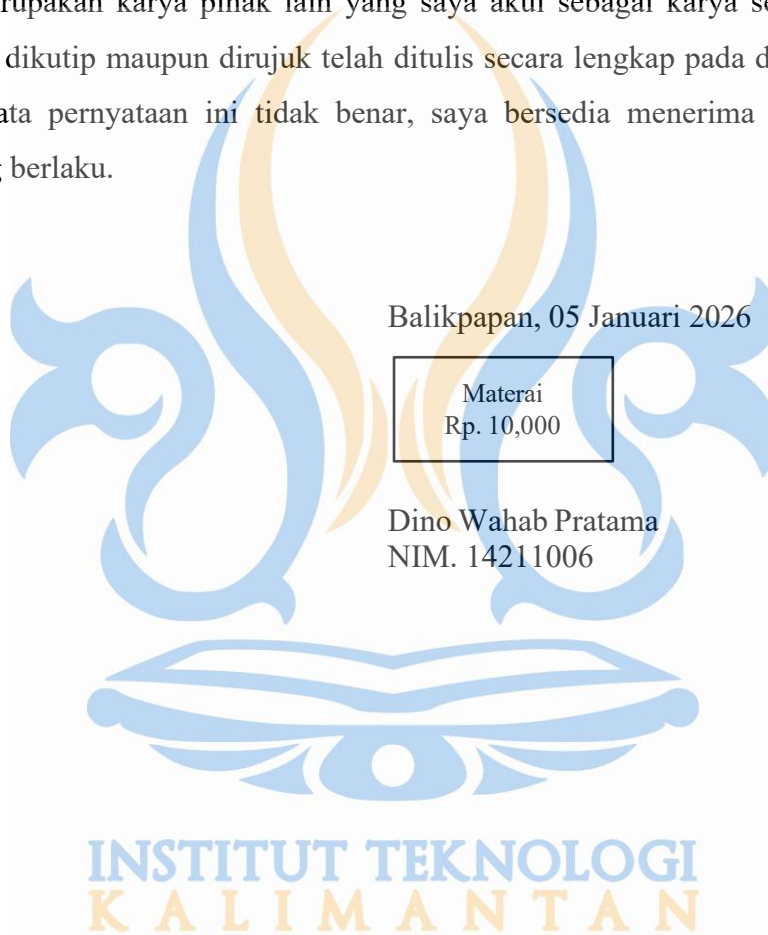 rupakan karya pihak lain yang saya akui sebagai karya se
dikutip maupun dirujuk telah ditulis secara lengkap pada d
ata pernyataan ini tidak benar, saya bersedia menerima
g berlaku.
Balikpapan, 05 Januari 2026
Materai
Rp. 10,000
Dino Wahab Pratama
NIM. 14211006
INSTITUT TEKNOLOGI
KALIMANTAN